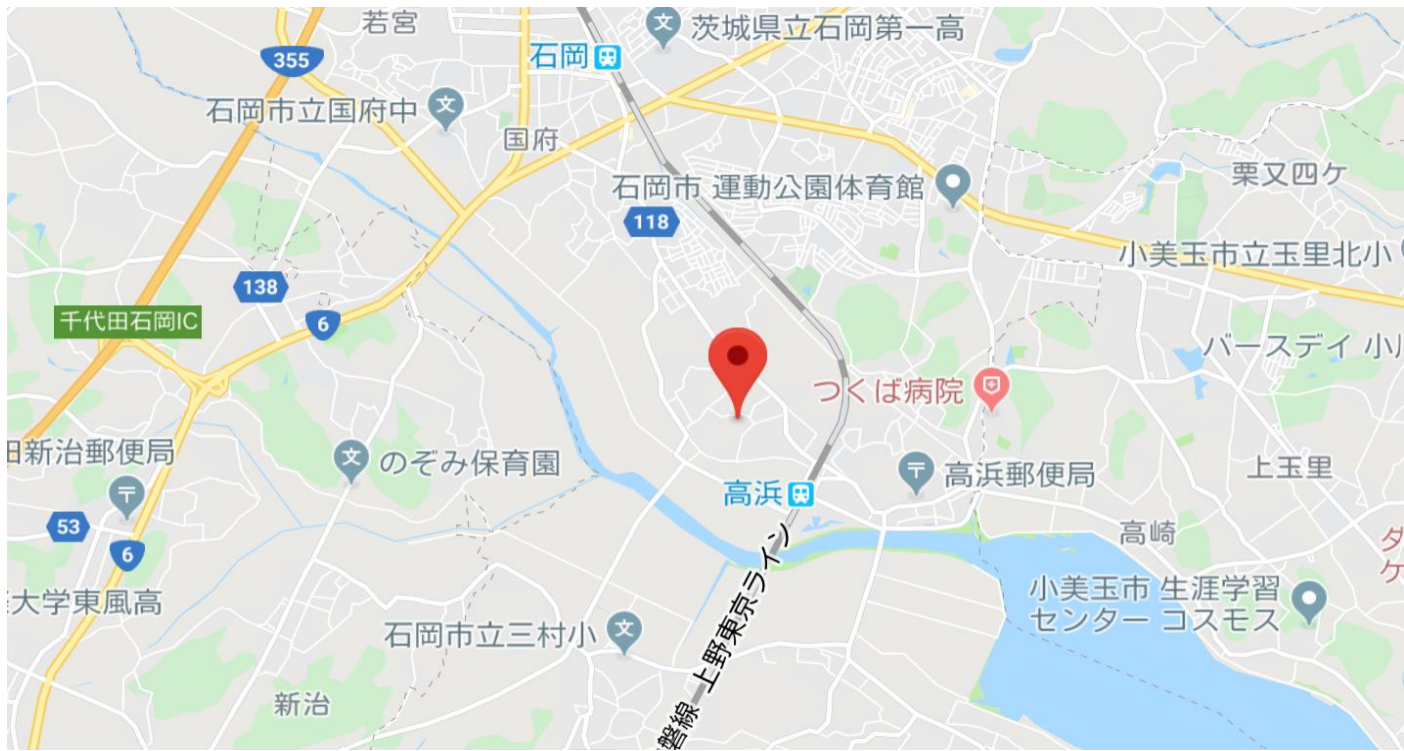 若宮
茨城県立石岡第一高
石岡
355
石岡市立国府中
国府
栗又四ケ
石岡市 運動公園体育館
118
小美玉市立玉里北小
138
千代田石岡IC
6
バースデイ 小川
つくば病院
田新治郵便局
のぞみ保育園
高浜郵便局
上玉里
高浜
53
高崎
6
ダ
ケ
大学東風高
小美玉市 生涯学習
センター コスモス
石岡市立三村小
磐線 上野東京ライン
新治